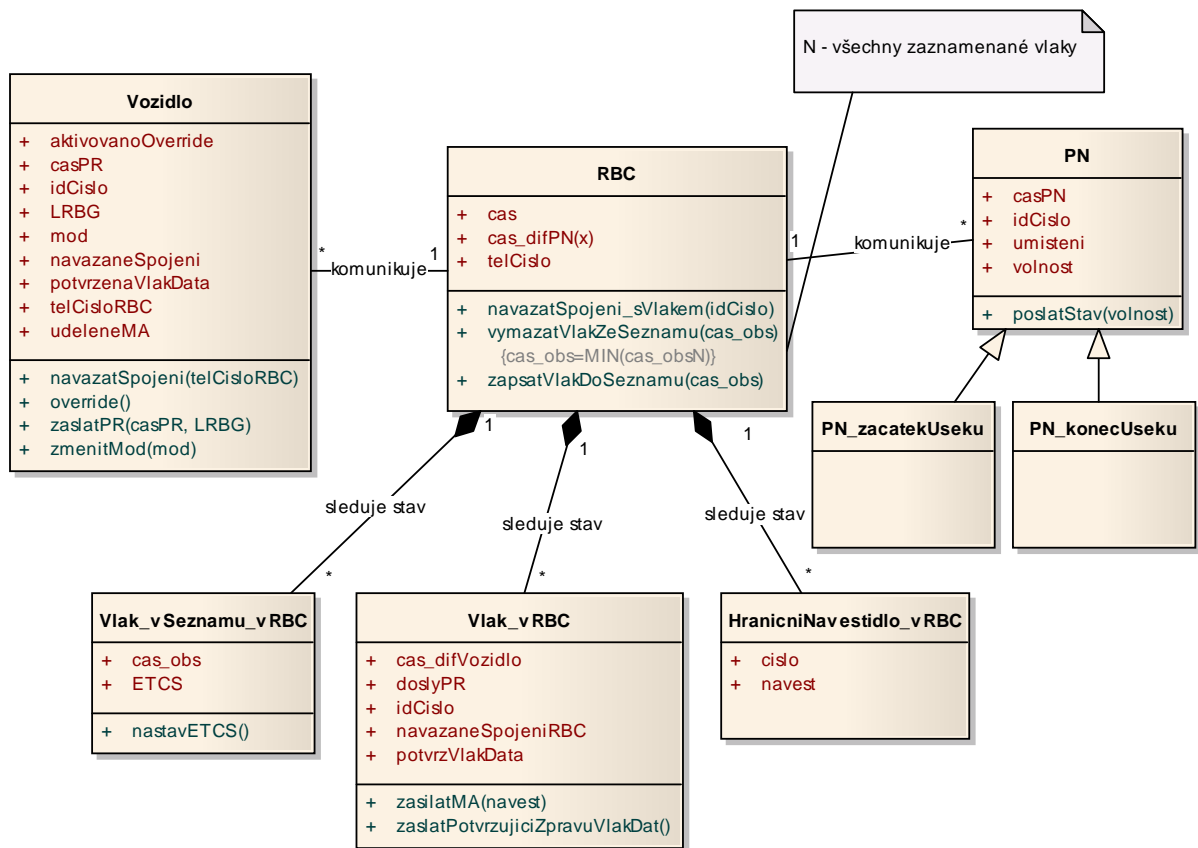 N - všechny zaznamenané vlaky
Vozidlo
+ aktivovanoOverride
+ casPR
+ idCislo
+ LRBG
+ mod
+ navazaneSpojeni
+ potvrzenaVlakData
+ telCisloRBC
+ udeleneMA
+ navazatSpojeni(telCisloRBC)
+ override()
+ zaslatPR(casPR, LRBG)
+ zmenitMod(mod)
* komunikuje 1
RBC
+ cas
+ cas_difPN(x)
+ telCislo
+ navazatSpojeni_sVlakem(idCislo)
+ vymazatVlakZeSeznamu(cas_obs)
{cas_obs=MIN(cas_obsN)}
+ zapsatVlakDoSeznamu(cas_obs)
1 komunikuje *
PN
+ casPN
+ idCislo
+ umisteni
+ volnost
+ poslatStav(volnost)
PN_zacatekUseku
PN_konecUseku
1
sleduje stav
*
1
sleduje stav
*
1
sleduje stav
*
Vlak_vSeznamu_vRBC
+ cas_obs
+ ETCS
+ nastavETCS()
Vlak_vRBC
+ cas_difVozidlo
+ doslyPR
+ idCislo
+ navazaneSpojeniRBC
+ potvrzVlakData
+ zasilatMA(navest)
+ zaslatPotvrzujiciZpravuVlakDat()
HranicniNavestidlo_vRBC
+ cislo
+ navest